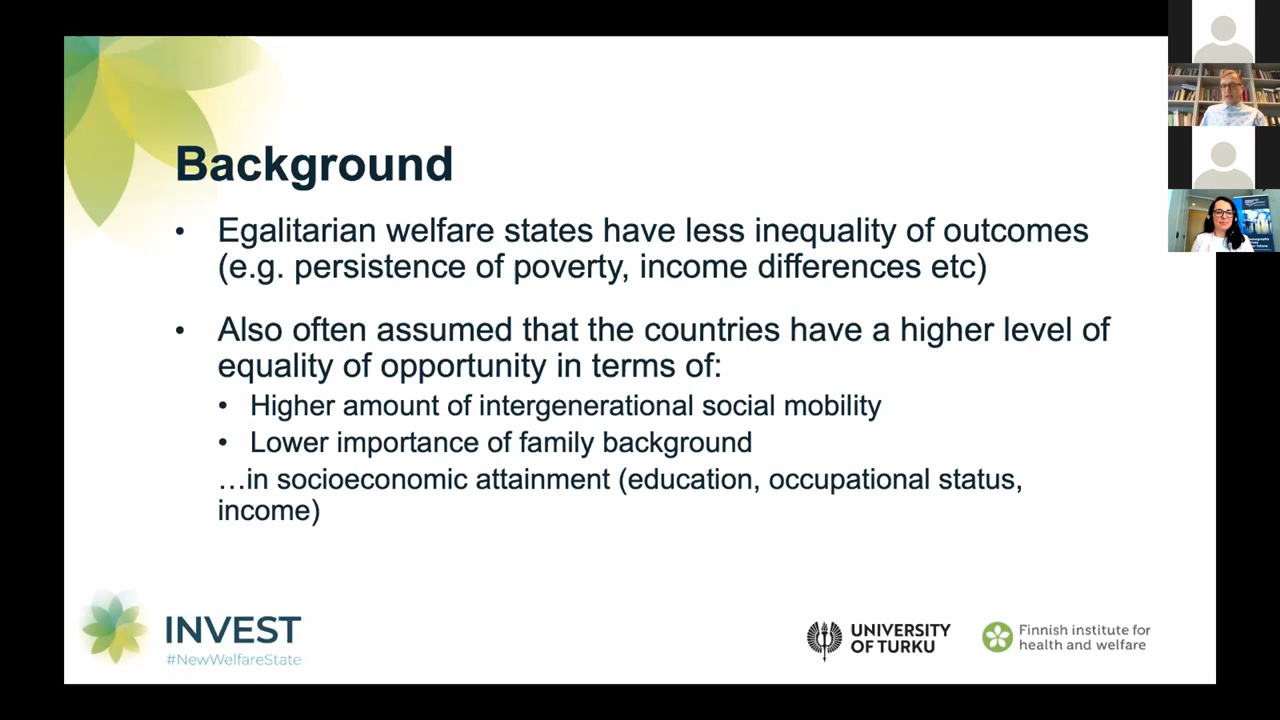 Background
• Egalitarian welfare states have less inequality of outcomes
(e.g. persistence of poverty, income differences etc)
• Also often assumed that the countries have a higher level of
equality of opportunity in terms of:
• Higher amount of intergenerational social mobility
• Lower importance of family background
…in socioeconomic attainment (education, occupational status,
income)
INVEST
#NewWelfareState
UNIVERSITY
OF TURKU
Finnish institute for
health and welfare